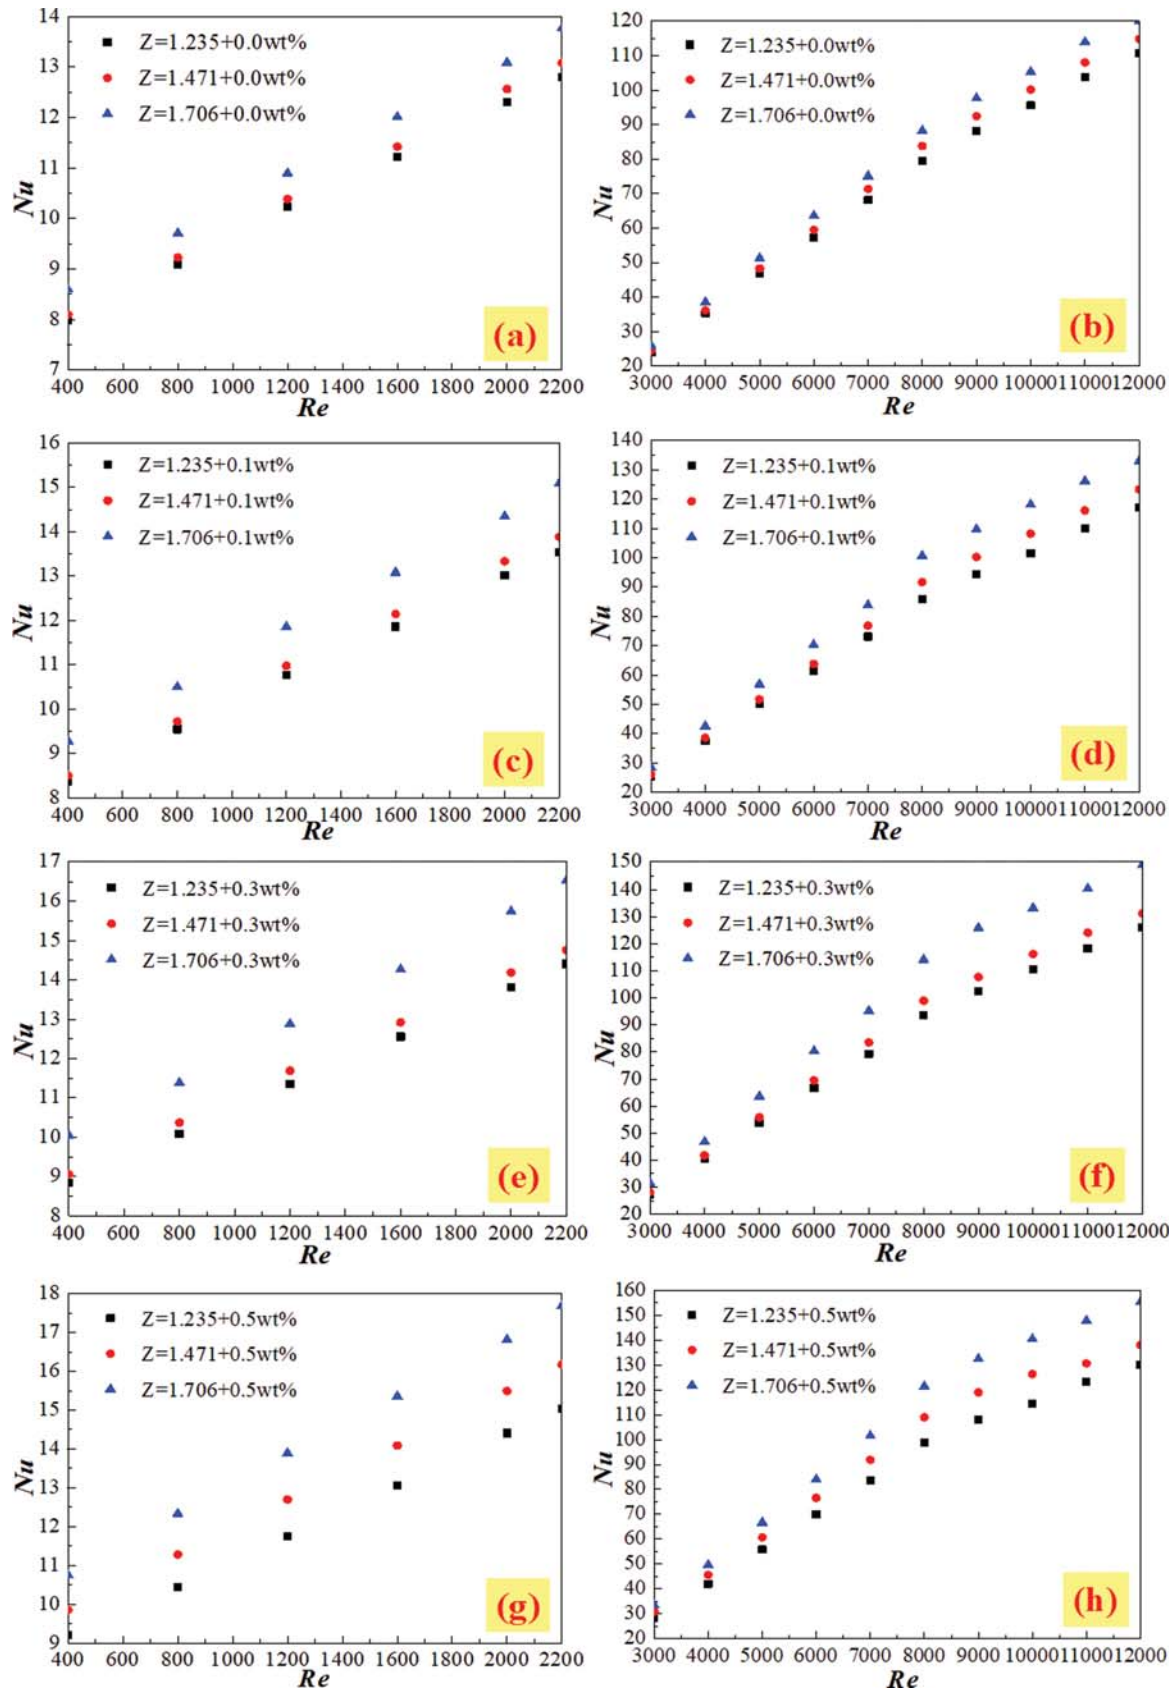 14
13
12
11
10
9
8
7
Nu
Z=1.235+0.0wt%
Z=1.471+0.0wt%
Z=1.706+0.0wt%
(a)
400 600 800 1000 1200 1400 1600 1800 2000 2200
Re
120
110
100
90
80
70
60
50
40
30
20
Nu
Z=1.235+0.0wt%
Z=1.471+0.0wt%
Z=1.706+0.0wt%
(b)
3000 4000 5000 6000 7000 8000 9000 10000 11000 12000
Re
16
15
14
13
12
11
10
9
8
Nu
Z=1.235+0.1wt%
Z=1.471+0.1wt%
Z=1.706+0.1wt%
(c)
400 600 800 1000 1200 1400 1600 1800 2000 2200
Re
140
130
120
110
100
90
80
70
60
50
40
30
20
Nu
Z=1.235+0.1wt%
Z=1.471+0.1wt%
Z=1.706+0.1wt%
(d)
3000 4000 5000 6000 7000 8000 9000 10000 11000 12000
Re
17
16
15
14
13
12
11
10
9
8
Nu
Z=1.235+0.3wt%
Z=1.471+0.3wt%
Z=1.706+0.3wt%
(e)
400 600 800 1000 1200 1400 1600 1800 2000 2200
Re
150
140
130
120
110
100
90
80
70
60
50
40
30
20
Nu
Z=1.235+0.3wt%
Z=1.471+0.3wt%
Z=1.706+0.3wt%
(f)
3000 4000 5000 6000 7000 8000 9000 10000 11000 12000
Re
18
17
16
15
14
13
12
11
10
9
Nu
Z=1.235+0.5wt%
Z=1.471+0.5wt%
Z=1.706+0.5wt%
(g)
400 600 800 1000 1200 1400 1600 1800 2000 2200
Re
160
150
140
130
120
110
100
90
80
70
60
50
40
30
20
Nu
Z=1.235+0.5wt%
Z=1.471+0.5wt%
Z=1.706+0.5wt%
(h)
3000 4000 5000 6000 7000 8000 9000 10000 11000 12000
Re